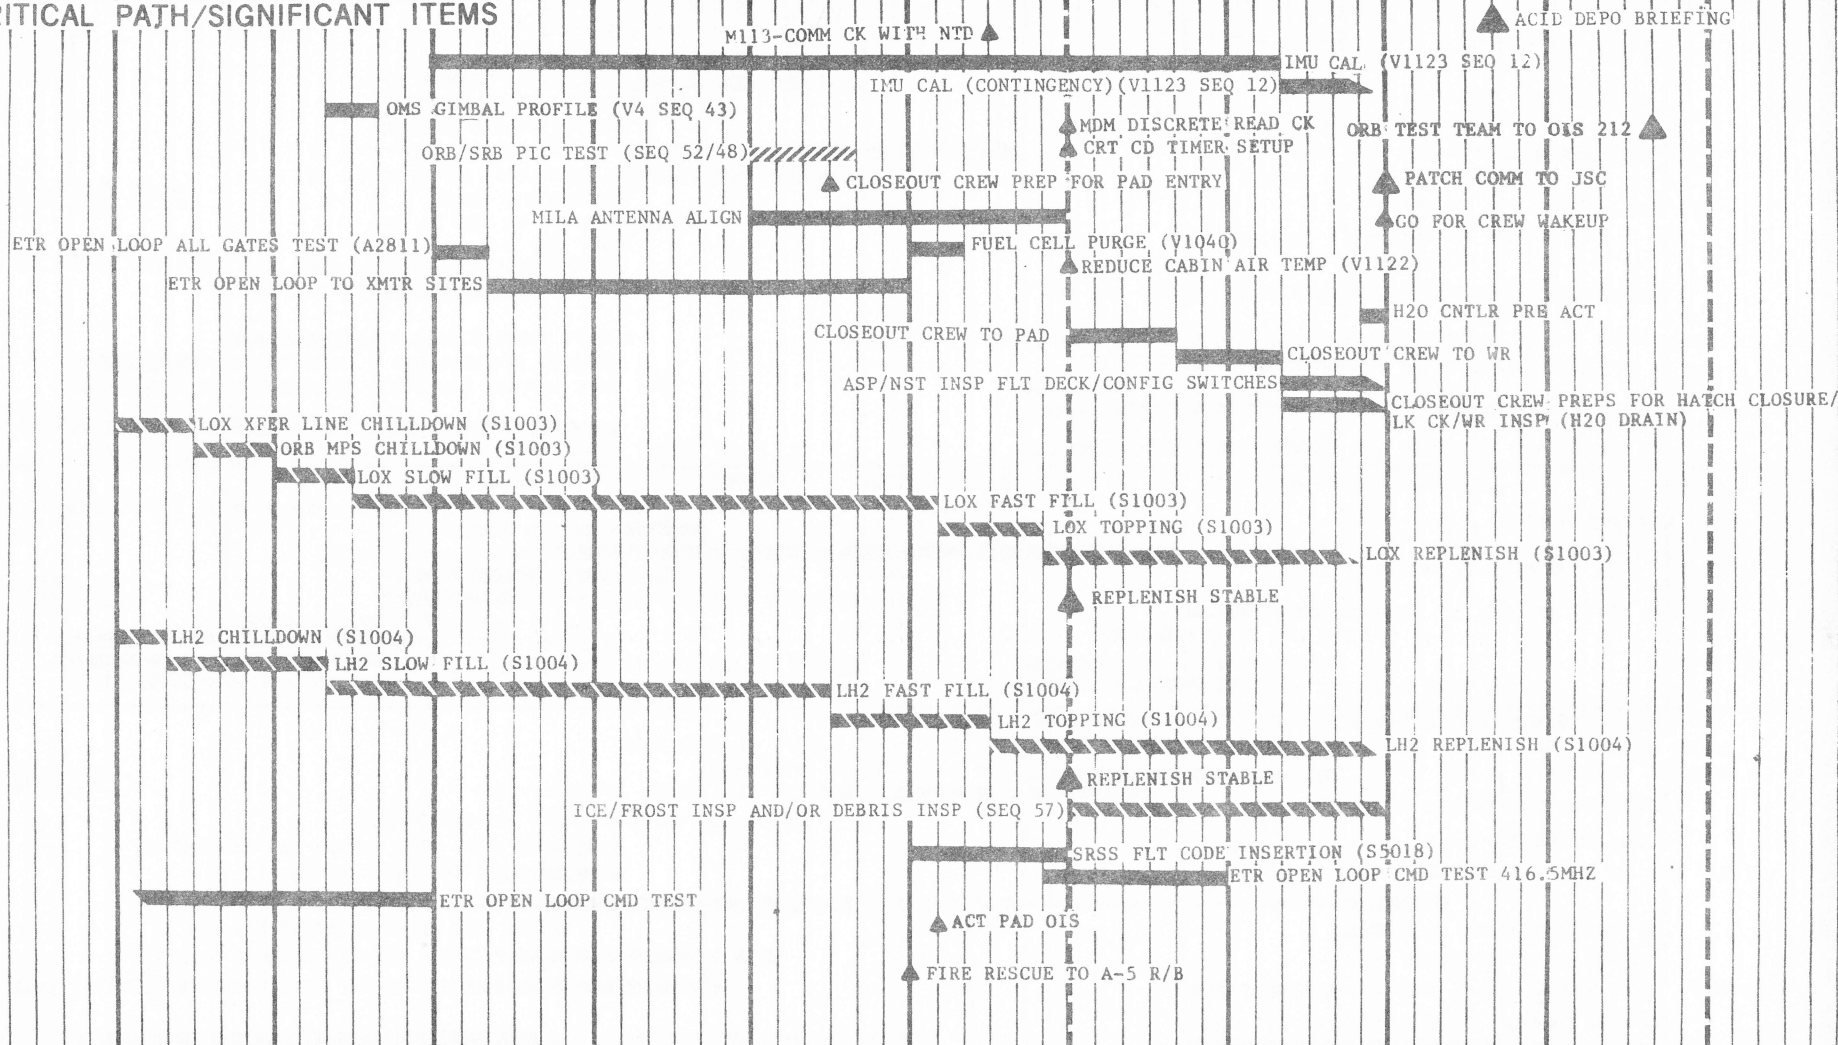 ITICAL PATH/SIGNIFICANT ITEMS
ACID DEPO BRIEFING
M113-COMM CK WITH NTD
IMU CAL (V1123 SEQ 12)
IMU CAL (CONTINGENCY)(V1123 SEQ 12)
OMS GIMBAL PROFILE (V4 SEQ 43)
MDM DISCRETE READ CK
ORB TEST TEAM TO OIS 212
CRT CD TIMER SETUP
ORB/SRB PIC TEST (SEQ 52/48)
CLOSEOUT CREW PREP FOR PAD ENTRY
PATCH COMM TO JSC
MILA ANTENNA ALIGN
GO FOR CREW WAKEUP
ETR OPEN LOOP ALL GATES TEST (A2811)
FUEL CELL PURGE (V1040)
REDUCE CABIN AIR TEMP (V1122)
ETR OPEN LOOP TO XMTR SITES
H2O CNTLR PRE ACT
CLOSEOUT CREW TO PAD
CLOSEOUT CREW TO WR
ASP/NST INSP FLT DECK/CONFIG SWITCHES
CLOSEOUT CREW PREPS FOR HATCH CLOSURE/
LK CK/WR INSP (H2O DRAIN)
LOX XFER LINE CHILLDOWN (S1003)
ORB MPS CHILLDOWN (S1003)
LOX SLOW FILL (S1003)
LOX FAST FILL (S1003)
LOX TOPPING (S1003)
LOX REPLENISH (S1003)
REPLENISH STABLE
LH2 CHILLDOWN (S1004)
LH2 SLOW FILL (S1004)
LH2 FAST FILL (S1004)
LH2 TOPPING (S1004)
LH2 REPLENISH (S1004)
REPLENISH STABLE
ICE/FROST INSP AND/OR DEBRIS INSP (SEQ 57)
SRSS FLT CODE INSERTION (S5018)
ETR OPEN LOOP CMD TEST 416.5MHZ
ETR OPEN LOOP CMD TEST
ACT PAD OIS
FIRE RESCUE TO A-5 R/B